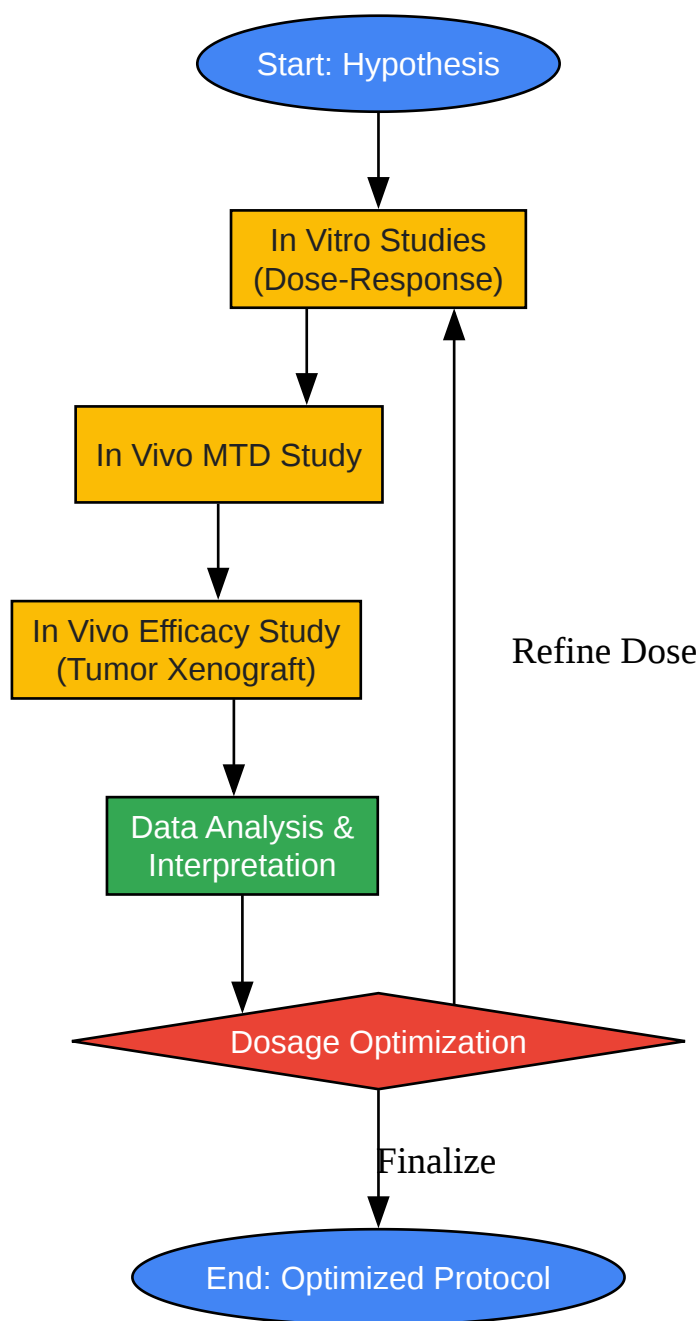 Start: Hypothesis
In Vitro Studies
(Dose-Response)
In Vivo MTD Study
In Vivo Efficacy Study
(Tumor Xenograft)
Refine Dose
Data Analysis &
Interpretation
Dosage Optimization
Finalize
End: Optimized Protocol